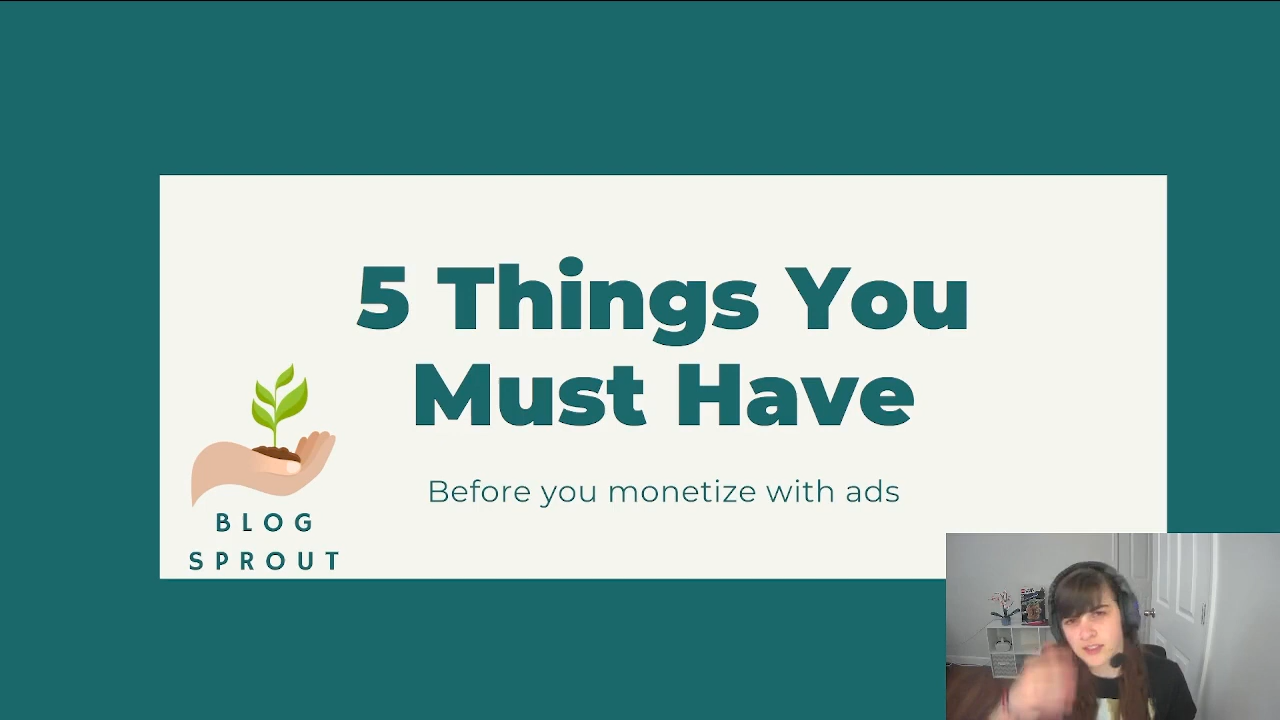 5 Things You
Must Have
Before you monetize with ads
BLOG
SPROUT